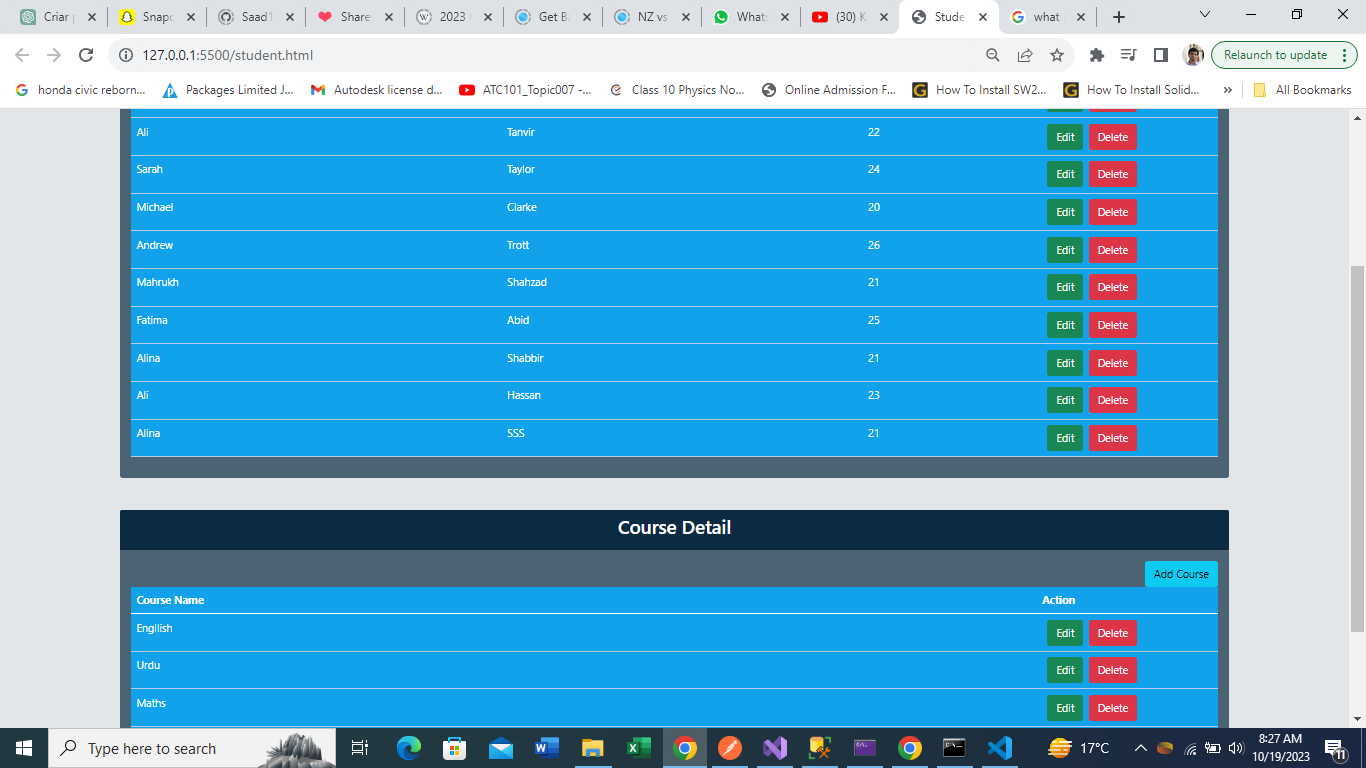 Criar
Snapc
Saad1
Share
2023
Get B
NZ vs
Whats
(30) K
Stude
what
127.0.0.1:5500/student.html
Relaunch to update
honda civic reborn...
Packages Limited J...
Autodesk license d...
ATC101_Topic007 -...
Class 10 Physics No...
Online Admission F...
How To Install SW2...
How To Install Solid...
»
All Bookmarks
Ali Tanvir 22 Edit Delete
Sarah Taylor 24 Edit Delete
Michael Clarke 20 Edit Delete
Andrew Trott 26 Edit Delete
Mahrukh Shahzad 21 Edit Delete
Fatima Abid 25 Edit Delete
Alina Shabbir 21 Edit Delete
Ali Hassan 23 Edit Delete
Alina SSS 21 Edit Delete
Course Detail
Add Course
Course Name Action
Engllish Edit Delete
Urdu Edit Delete
Maths Edit Delete
Type here to search
17°C
8:27 AM
10/19/2023
11